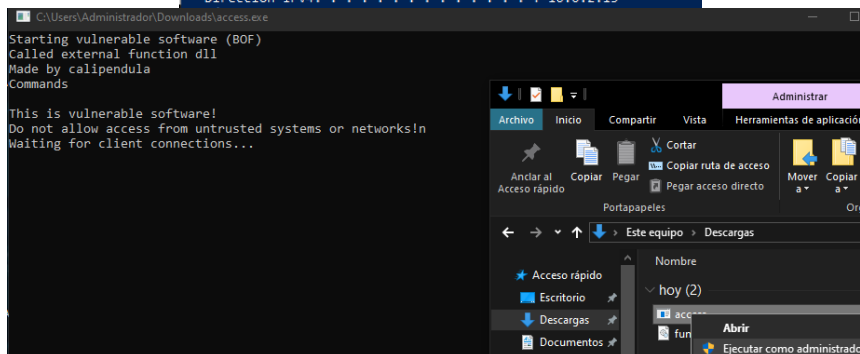 C:\Users\Administrador\Downloads\access.exe
Starting vulnerable software (BOF)
Called external function dll
Made by calipendula
Commands
This is vulnerable software!
Do not allow access from untrusted systems or networks!n
Waiting for client connections...
Administrar
Archivo Inicio Compartir Vista Herramientas de aplicación
Anclar al Acceso rápido
Copiar
Pegar
Cortar
Copiar ruta de acceso
Pegar acceso directo
Mover a
Copiar a
Portapapeles
Or
Este equipo > Descargas
Nombre
Acceso rápido
hoy (2)
Escritorio
Descargas
Abrir
Documentos
Ejecutar como administrado